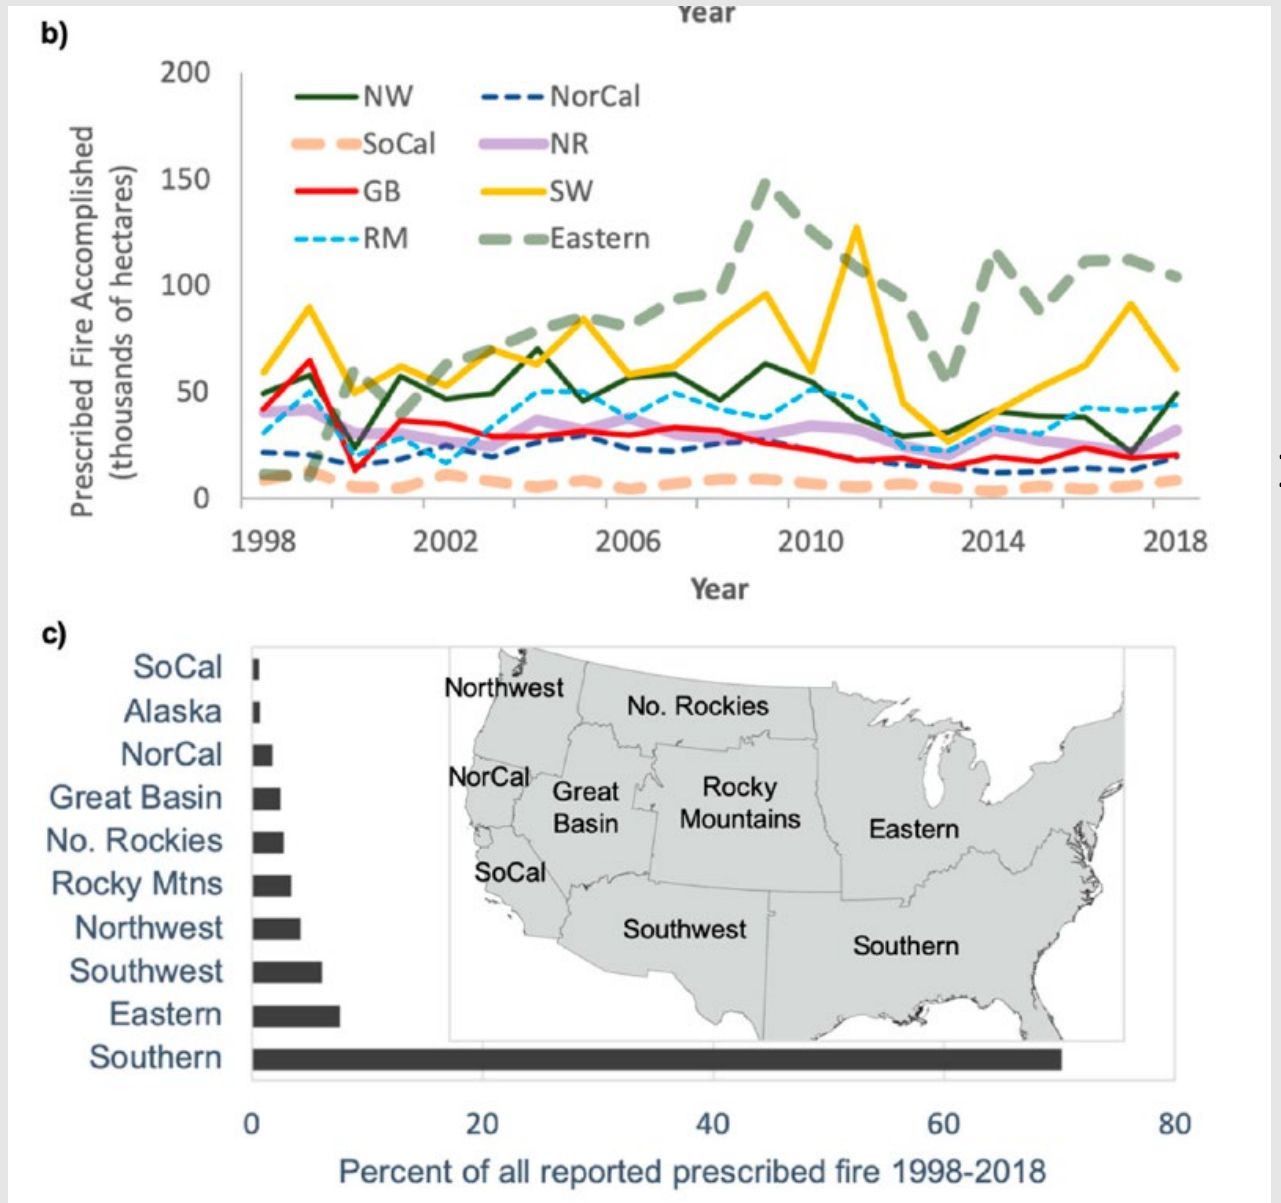 Year
b)
200
150
100
50
0
Prescribed Fire Accomplished
(thousands of hectares)
NW
NorCal
SoCal
NR
GB
SW
RM
Eastern
1998 2002 2006 2010 2014 2018
Year
c)
SoCal
Alaska
NorCal
Great Basin
No. Rockies
Rocky Mtns
Northwest
Southwest
Eastern
Southern
Northwest
No. Rockies
NorCal
Great
Basin
Rocky
Mountains
Eastern
SoCal
Southwest
Southern
0 20 40 60 80
Percent of all reported prescribed fire 1998-2018